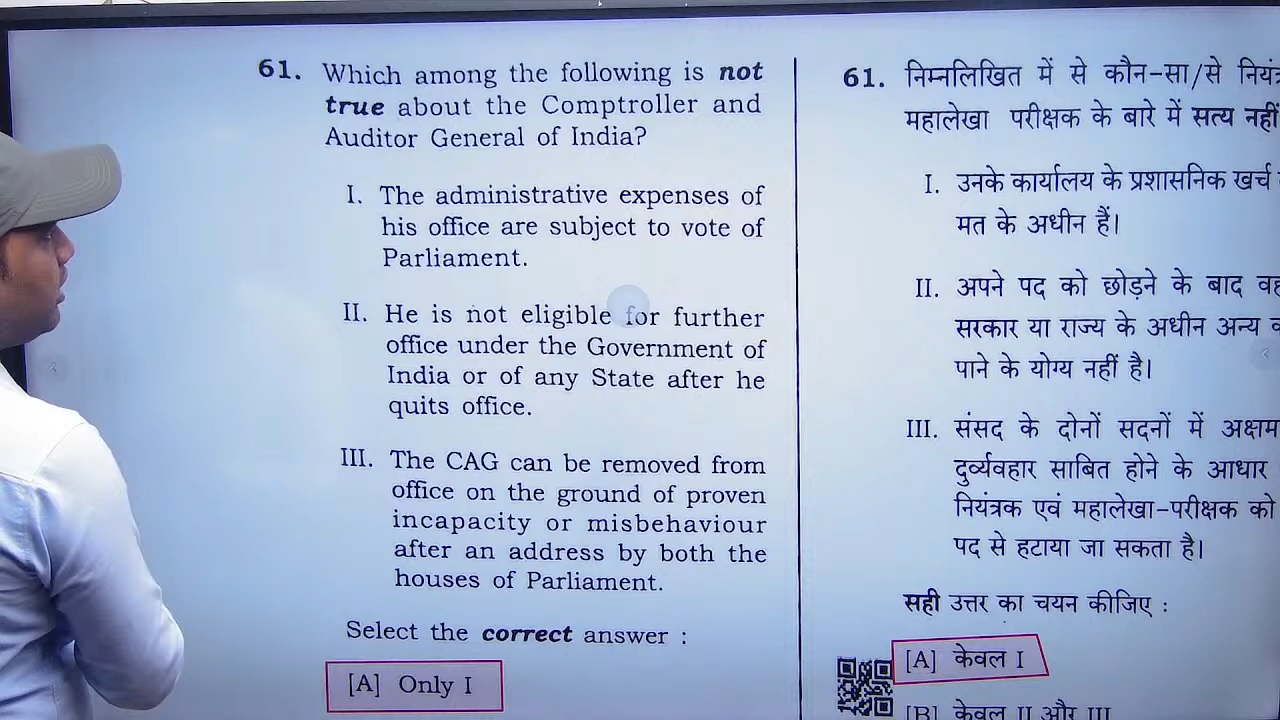 61. Which among the following is not
true about the Comptroller and
Auditor General of India?
I. The administrative expenses of
his office are subject to vote of
Parliament.
II. He is not eligible for further
office under the Government of
India or of any State after he
quits office.
III. The CAG can be removed from
office on the ground of proven
incapacity or misbehaviour
after an address by both the
houses of Parliament.
Select the correct answer :
[A] Only I
61. निम्नलिखित में से कौन-सा/से
महालेखा परीक्षक के बारे में सत्य नहीं
I. उनके कार्यालय के प्रशासनिक खर्च
मत के अधीन हैं।
II. अपने पद को छोड़ने के बाद
सरकार या राज्य के अधीन अन्य
पाने के योग्य नहीं है।
III. संसद के दोनों सदनों में
दुर्व्यवहार साबित होने के आधार
नियंत्रक एवं महालेखा-परीक्षक को
पद से हटाया जा सकता है।
सही उत्तर का चयन कीजिए :
[A] केवल I
[B] केवल II और III